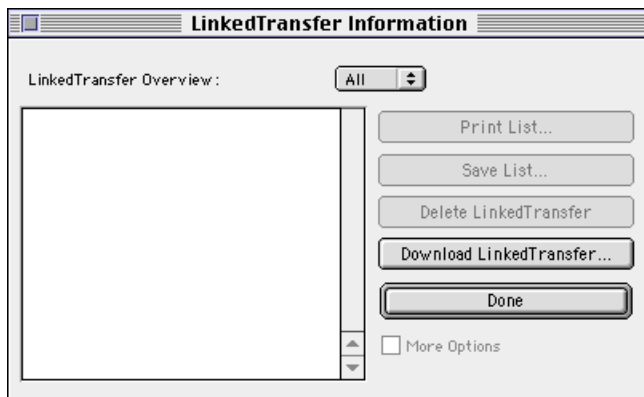 LinkedTransfer Information
LinkedTransfer Overview:
All
Print List...
Save List...
Delete LinkedTransfer
Download LinkedTransfer...
Done
More Options